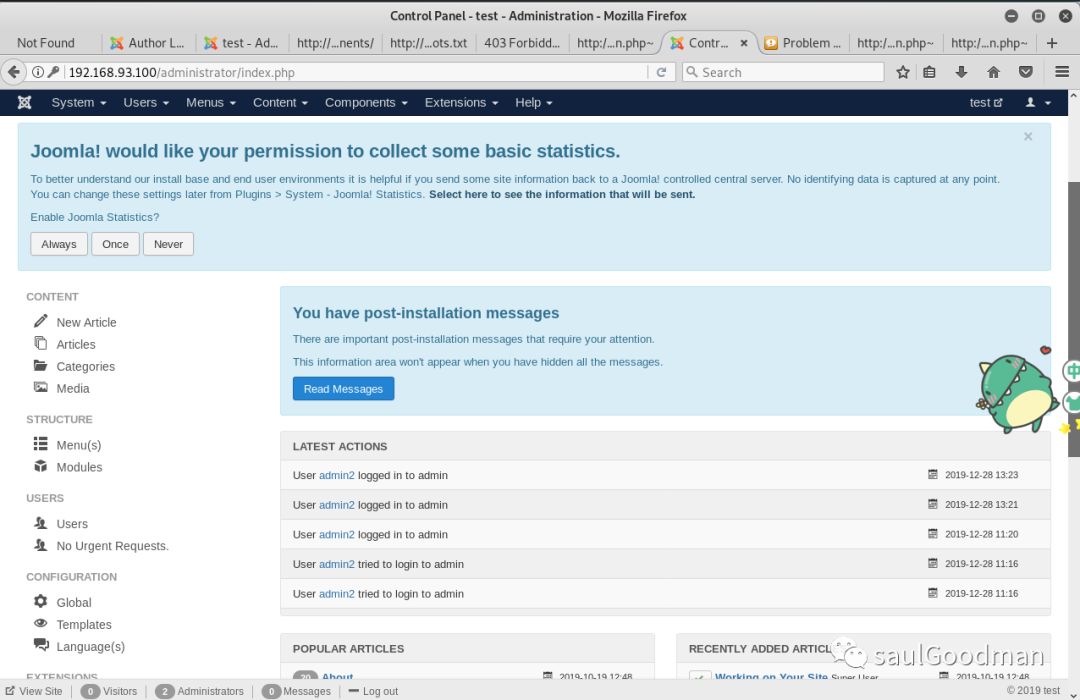 Control Panel - test - Administration - Mozilla Firefox
Not Found
Author L...
test - Ad...
http://...nents/
http://...ots.txt
403 Forbidd...
http:/...n.php~
Contr...
Problem ...
http:/...n.php~
http:/...n.php~
192.168.93.100/administrator/index.php
Search
System Users Menus Content Components Extensions Help test
Joomla! would like your permission to collect some basic statistics.
To better understand our install base and end user environments it is helpful if you send some site information back to a Joomla! controlled central server. No identifying data is captured at any point.
You can change these settings later from Plugins > System - Joomla! Statistics. Select here to see the information that will be sent.
Enable Joomla Statistics?
Always Once Never
CONTENT
New Article
Articles
Categories
Media
STRUCTURE
Menu(s)
Modules
USERS
Users
No Urgent Requests.
CONFIGURATION
Global
Templates
Language(s)
EXTENSIONS
You have post-installation messages
There are important post-installation messages that require your attention.
This information area won't appear when you have hidden all the messages.
Read Messages
中
LATEST ACTIONS
User admin2 logged in to admin 2019-12-28 13:23
User admin2 logged in to admin 2019-12-28 13:21
User admin2 logged in to admin 2019-12-28 11:20
User admin2 tried to login to admin 2019-12-28 11:16
User admin2 tried to login to admin 2019-12-28 11:16
POPULAR ARTICLES
About 2019-10-19 12:48
RECENTLY ADDED ARTICL
Working on Your Site Super User 2019-10-19 12:48
saulGoodman
View Site 0 Visitors 2 Administrators 0 Messages Log out © 2019 test